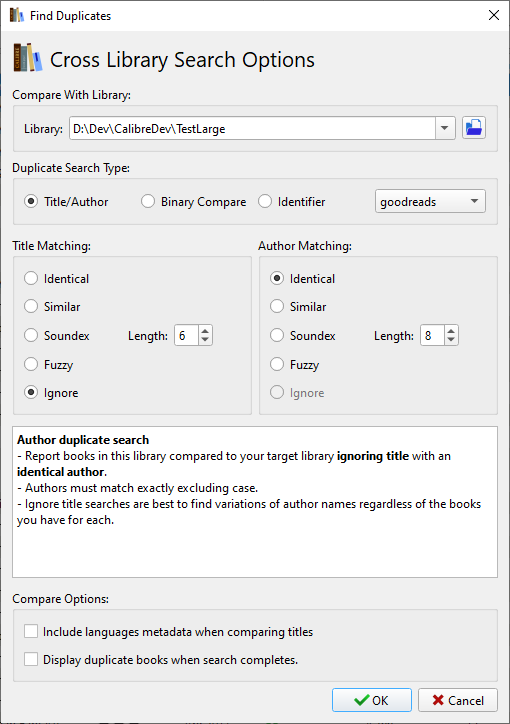 Find Duplicates
Cross Library Search Options
Compare With Library:
Library: D:\Dev\CalibreDev\TestLarge
Duplicate Search Type:
Title/Author Binary Compare Identifier goodreads
Title Matching: Author Matching:
Identical Identical
Similar Similar
Soundex Length: 6 Soundex Length: 8
Fuzzy Fuzzy
Ignore Ignore
Author duplicate search
- Report books in this library compared to your target library ignoring title with an
identical author.
- Authors must match exactly excluding case.
- Ignore title searches are best to find variations of author names regardless of the books
you have for each.
Compare Options:
Include languages metadata when comparing titles
Display duplicate books when search completes.
OK Cancel